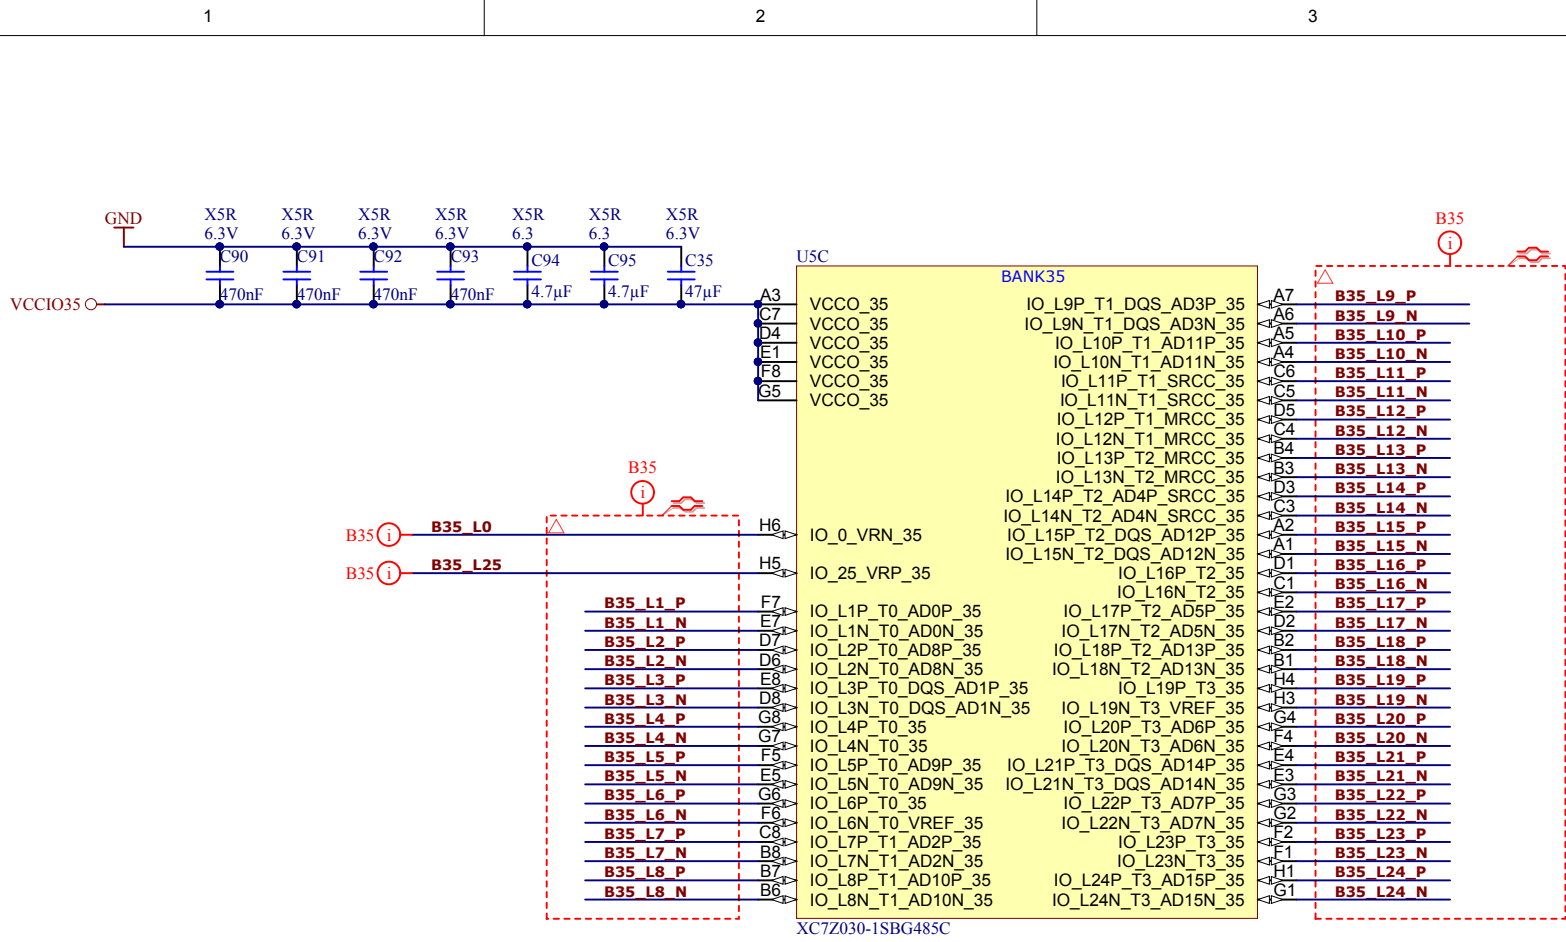 1 2 3
GND X5R X5R X5R X5R X5R X5R X5R B35
6.3V 6.3V 6.3V 6.3V 6.3 6.3 6.3V
i
C90 C91 C92 C93 C94 C95 C35 U5C
470nF 470nF 470nF 470nF 4.7µF 4.7µF 47µF BANK35
VCCIO35 A3 VCCO_35 IO_L9P_T1_DQS_AD3P_35 A7 B35_L9_P
C7 VCCO_35 IO_L9N_T1_DQS_AD3N_35 A6 B35_L9_N
D4 VCCO_35 IO_L10P_T1_AD11P_35 A5 B35_L10_P
E1 VCCO_35 IO_L10N_T1_AD11N_35 A4 B35_L10_N
F8 VCCO_35 IO_L11P_T1_SRCC_35 C6 B35_L11_P
G5 VCCO_35 IO_L11N_T1_SRCC_35 C5 B35_L11_N
IO_L12P_T1_MRCC_35 D5 B35_L12_P
IO_L12N_T1_MRCC_35 C4 B35_L12_N
IO_L13P_T2_MRCC_35 B4 B35_L13_P
B35 IO_L13N_T2_MRCC_35 B3 B35_L13_N
i IO_L14P_T2_AD4P_SRCC_35 D3 B35_L14_P
IO_L14N_T2_AD4N_SRCC_35 C3 B35_L14_N
B35 i B35_L0 H6 IO_0_VRN_35 IO_L15P_T2_DQS_AD12P_35 A2 B35_L15_P
IO_L15N_T2_DQS_AD12N_35 A1 B35_L15_N
B35 i B35_L25 H5 IO_25_VRP_35 IO_L16P_T2_35 D1 B35_L16_P
IO_L16N_T2_35 C1 B35_L16_N
B35_L1_P F7 IO_L1P_T0_AD0P_35 IO_L17P_T2_AD5P_35 E2 B35_L17_P
B35_L1_N E7 IO_L1N_T0_AD0N_35 IO_L17N_T2_AD5N_35 D2 B35_L17_N
B35_L2_P D7 IO_L2P_T0_AD8P_35 IO_L18P_T2_AD13P_35 B2 B35_L18_P
B35_L2_N D6 IO_L2N_T0_AD8N_35 IO_L18N_T2_AD13N_35 B1 B35_L18_N
B35_L3_P E8 IO_L3P_T0_DQS_AD1P_35 IO_L19P_T3_35 H4 B35_L19_P
B35_L3_N D8 IO_L3N_T0_DQS_AD1N_35 IO_L19N_T3_VREF_35 H3 B35_L19_N
B35_L4_P G8 IO_L4P_T0_35 IO_L20P_T3_AD6P_35 G4 B35_L20_P
B35_L4_N G7 IO_L4N_T0_35 IO_L20N_T3_AD6N_35 F4 B35_L20_N
B35_L5_P F5 IO_L5P_T0_AD9P_35 IO_L21P_T3_DQS_AD14P_35 E4 B35_L21_P
B35_L5_N E5 IO_L5N_T0_AD9N_35 IO_L21N_T3_DQS_AD14N_35 E3 B35_L21_N
B35_L6_P G6 IO_L6P_T0_35 IO_L22P_T3_AD7P_35 G3 B35_L22_P
B35_L6_N F6 IO_L6N_T0_VREF_35 IO_L22N_T3_AD7N_35 G2 B35_L22_N
B35_L7_P C8 IO_L7P_T1_AD2P_35 IO_L23P_T3_35 F2 B35_L23_P
B35_L7_N B8 IO_L7N_T1_AD2N_35 IO_L23N_T3_35 F1 B35_L23_N
B35_L8_P B7 IO_L8P_T1_AD10P_35 IO_L24P_T3_AD15P_35 H1 B35_L24_P
B35_L8_N B6 IO_L8N_T1_AD10N_35 IO_L24N_T3_AD15N_35 G1 B35_L24_N
XC7Z030-1SBG485C